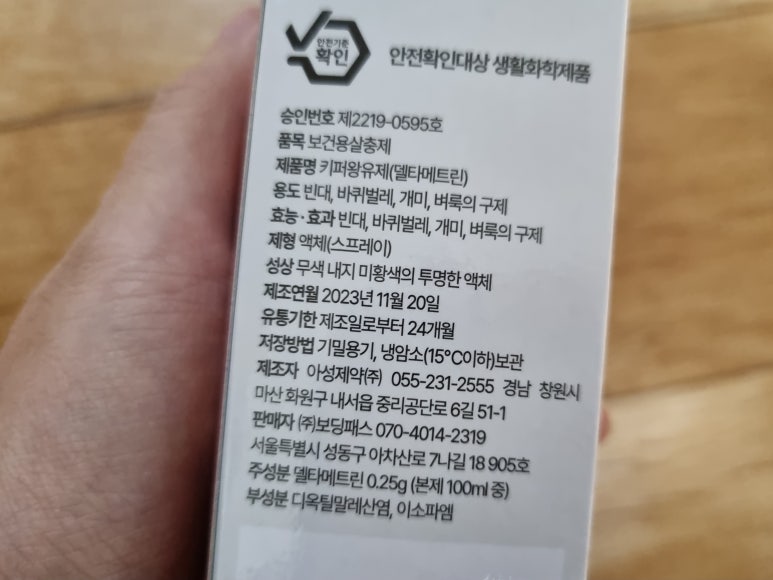 안전기준
확인
안전확인대상 생활화학제품
승인번호 제2219-0595호
품목 보건용살충제
제품명 키퍼왕유제(델타메트린)
용도 빈대, 바퀴벌레, 개미, 벼룩의 구제
효능·효과 빈대, 바퀴벌레, 개미, 벼룩의 구제
제형 액체(스프레이)
성상 무색 내지 미황색의 투명한 액체
제조연월 2023년 11월 20일
유통기한 제조일로부터 24개월
저장방법 기밀용기, 냉암소(15°C이하)보관
제조자 아성제약(주) 055-231-2555 경남 창원시
마산 화원구 내서읍 중리공단로 6길 51-1
판매자 ㈜보딩패스 070-4014-2319
서울특별시 성동구 아차산로 7나길 18 905호
주성분 델타메트린 0.25g (본제 100ml 중)
부성분 디옥틸말레산염, 이소파엠